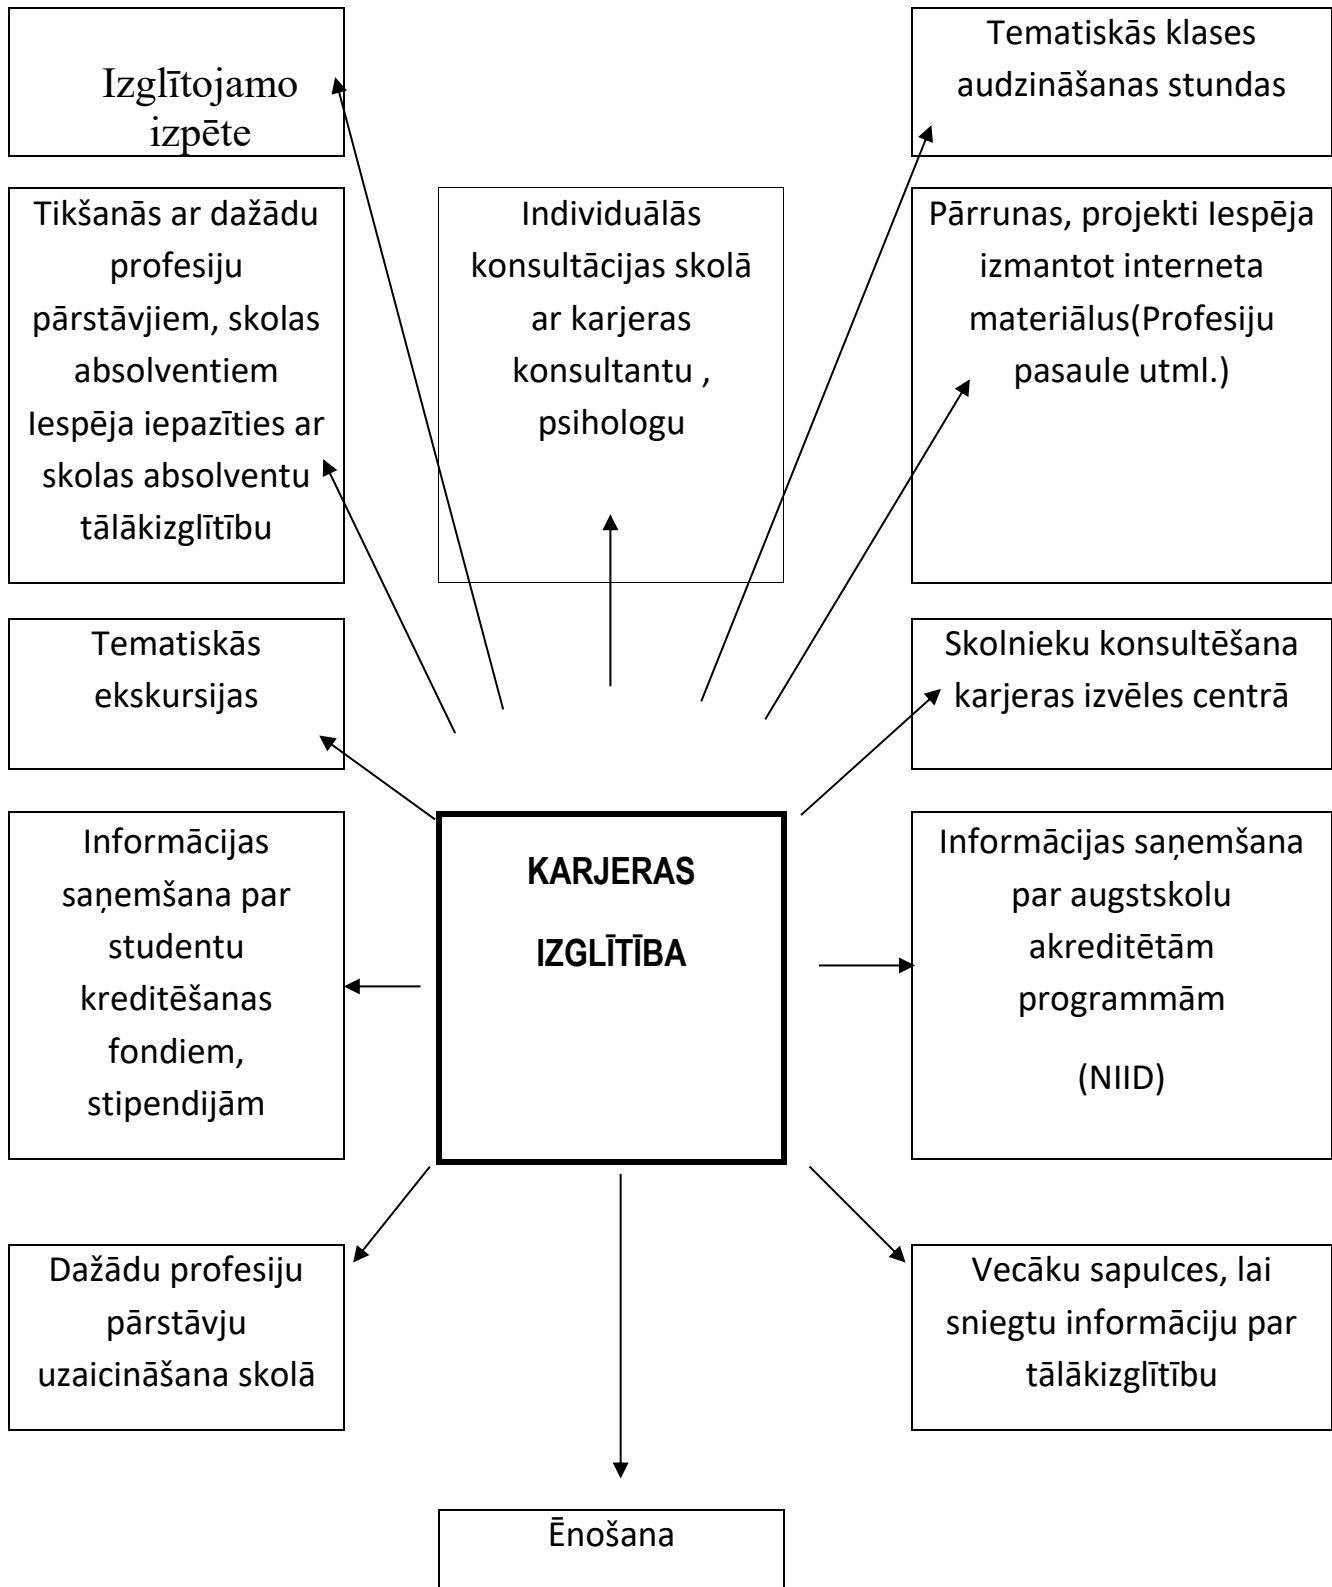 Izglītojamo
izpēte
Tematiskās klases
audzināšanas stundas
Tikšanās ar dažādu
profesiju
pārstāvjiem, skolas
absolventiem
Iespēja iepazīties ar
skolas absolventu
tālākizglītību
Individuālās
konsultācijas skolā
ar karjeras
konsultantu ,
psihologu
Pārrunas, projekti Iespēja
izmantot interneta
materiālus(Profesiju
pasaule utml.)
Tematiskās
ekskursijas
Skolnieku konsultēšana
karjeras izvēles centrā
Informācijas
saņemšana par
studentu
kreditēšanas
fondiem,
stipendijām
KARJERAS
IZGLĪTĪBA
Informācijas saņemšana
par augstskolu
akreditētām
programmām
(NIID)
Dažādu profesiju
pārstāvju
uzaicināšana skolā
Vecāku sapulces, lai
sniegtu informāciju par
tālākizglītību
Ēnošana